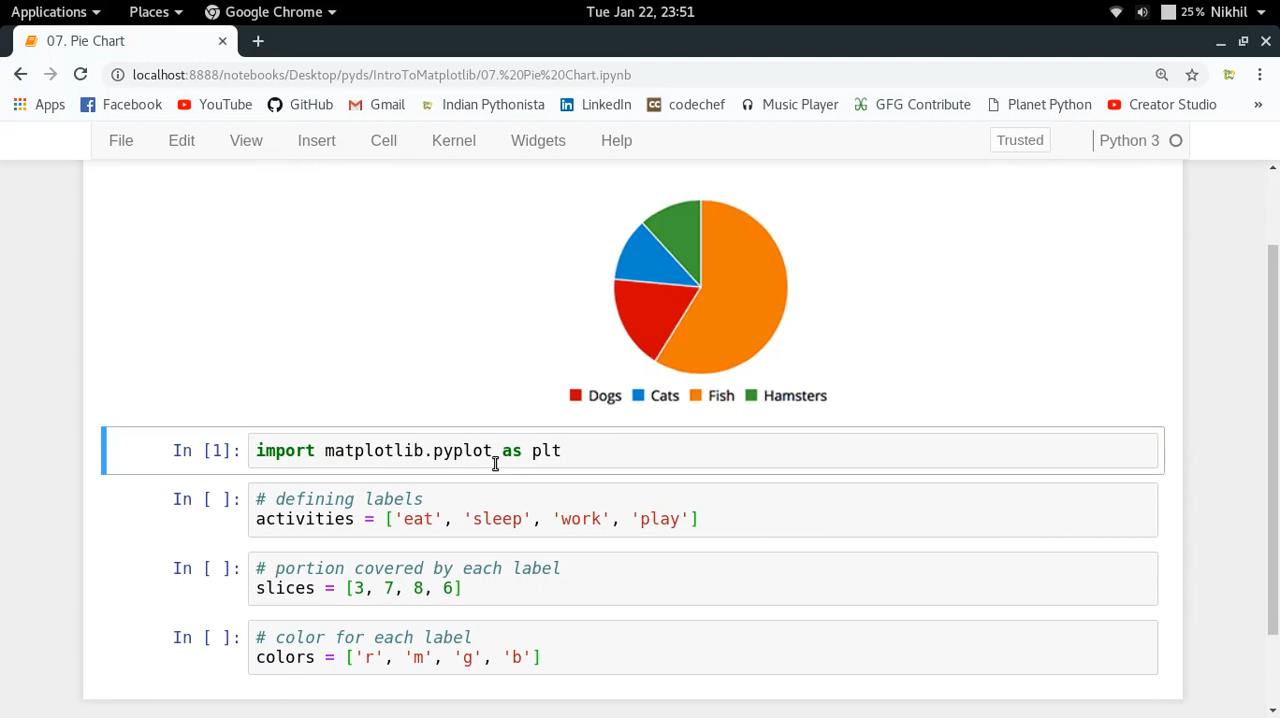 Applications Places Google Chrome Tue Jan 22, 23:51 25% Nikhil
07. Pie Chart
localhost:8888/notebooks/Desktop/pyds/IntroToMatplotlib/07.%20Pie%20Chart.ipynb
Apps Facebook YouTube GitHub Gmail Indian Pythonista LinkedIn codechef Music Player GFG Contribute Planet Python Creator Studio »
File Edit View Insert Cell Kernel Widgets Help Trusted Python 3
Dogs Cats Fish Hamsters
In [1]: import matplotlib.pyplot as plt
In [ ]: # defining labels
activities = ['eat', 'sleep', 'work', 'play']
In [ ]: # portion covered by each label
slices = [3, 7, 8, 6]
In [ ]: # color for each label
colors = ['r', 'm', 'g', 'b']